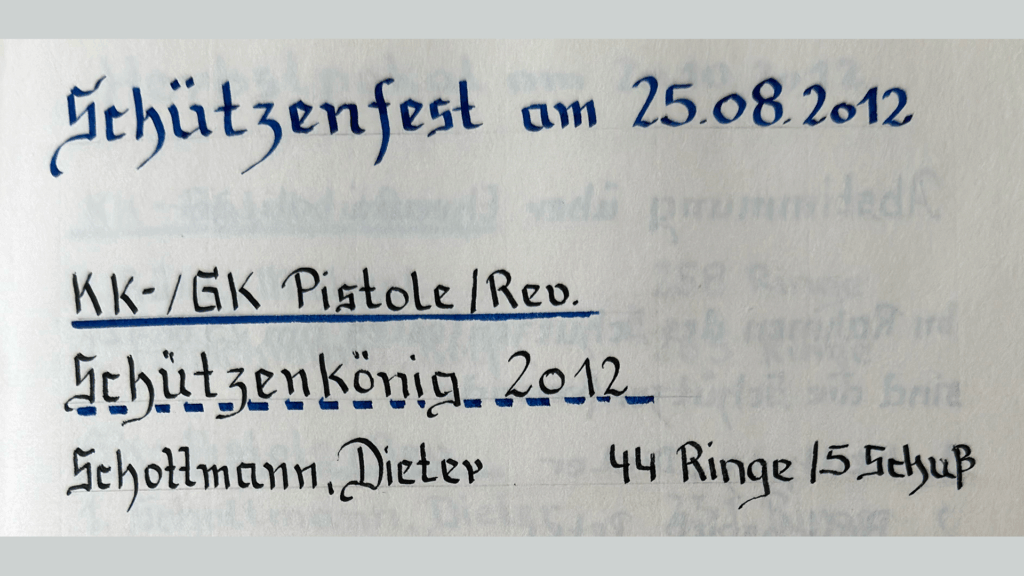 Schützenfest am 25.08.2012
KK-/GK Pistole/Rev.
Schützenkönig 2012
Schottmann, Dieter 44 Ringe /5 Schuß